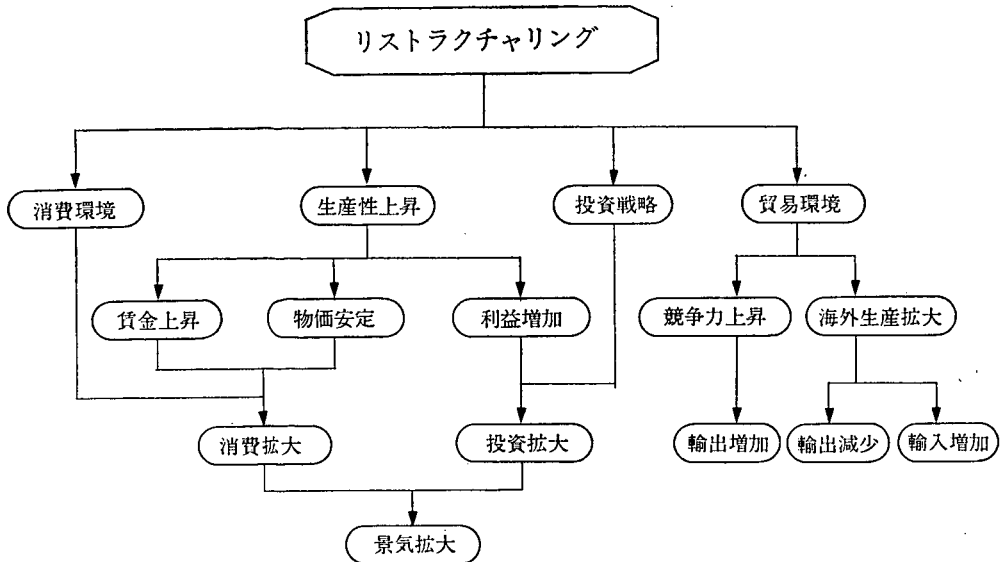 リストラクチャリング
消費環境
生産性上昇
投資戦略
貿易環境
賃金上昇
物価安定
利益増加
競争力上昇
海外生産拡大
消費拡大
投資拡大
輸出増加
輸出減少
輸入増加
景気拡大